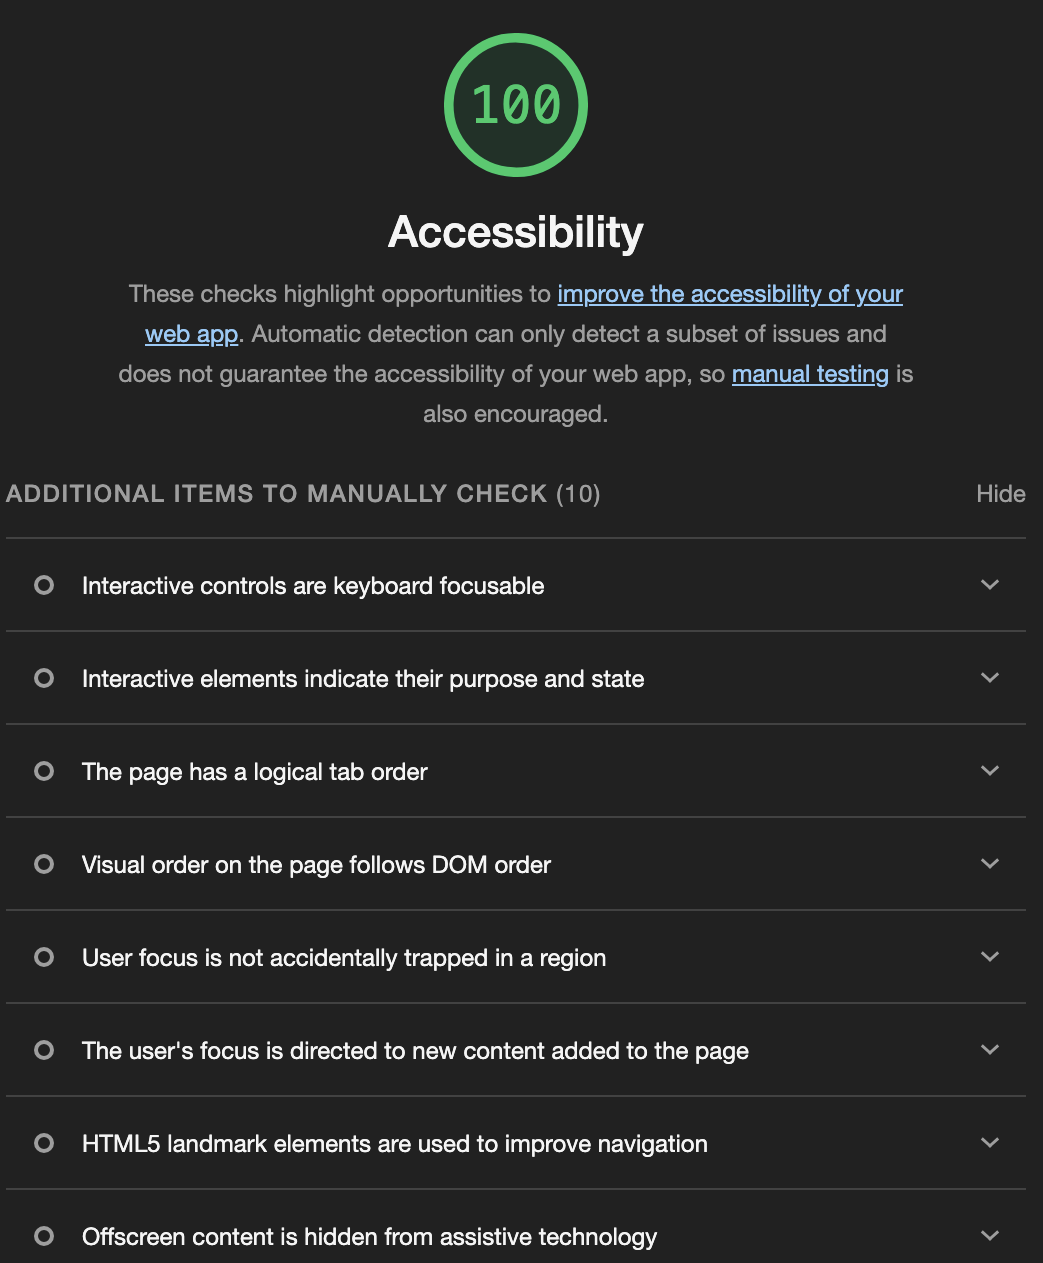 100
Accessibility
These checks highlight opportunities to improve the accessibility of your
web app. Automatic detection can only detect a subset of issues and
does not guarantee the accessibility of your web app, so manual testing is
also encouraged.
ADDITIONAL ITEMS TO MANUALLY CHECK (10) Hide
Interactive controls are keyboard focusable
Interactive elements indicate their purpose and state
The page has a logical tab order
Visual order on the page follows DOM order
User focus is not accidentally trapped in a region
The user's focus is directed to new content added to the page
HTML5 landmark elements are used to improve navigation
Offscreen content is hidden from assistive technology